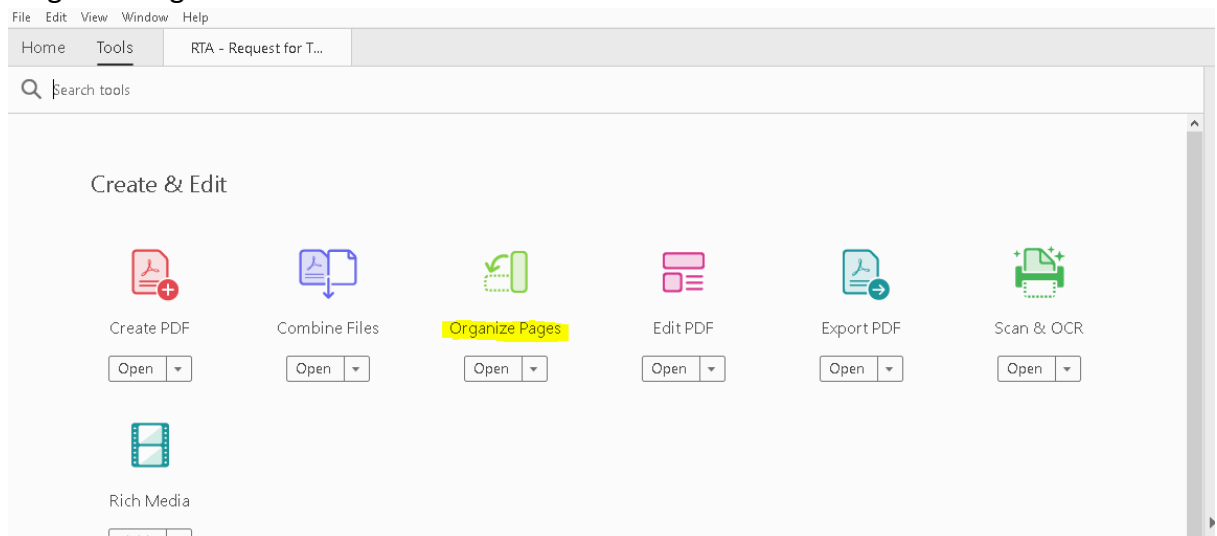 File Edit View Window Help
Home Tools RTA - Request for T...
Search tools
Create & Edit
Create PDF Combine Files Organize Pages Edit PDF Export PDF Scan & OCR
Open Open Open Open Open Open
Rich Media